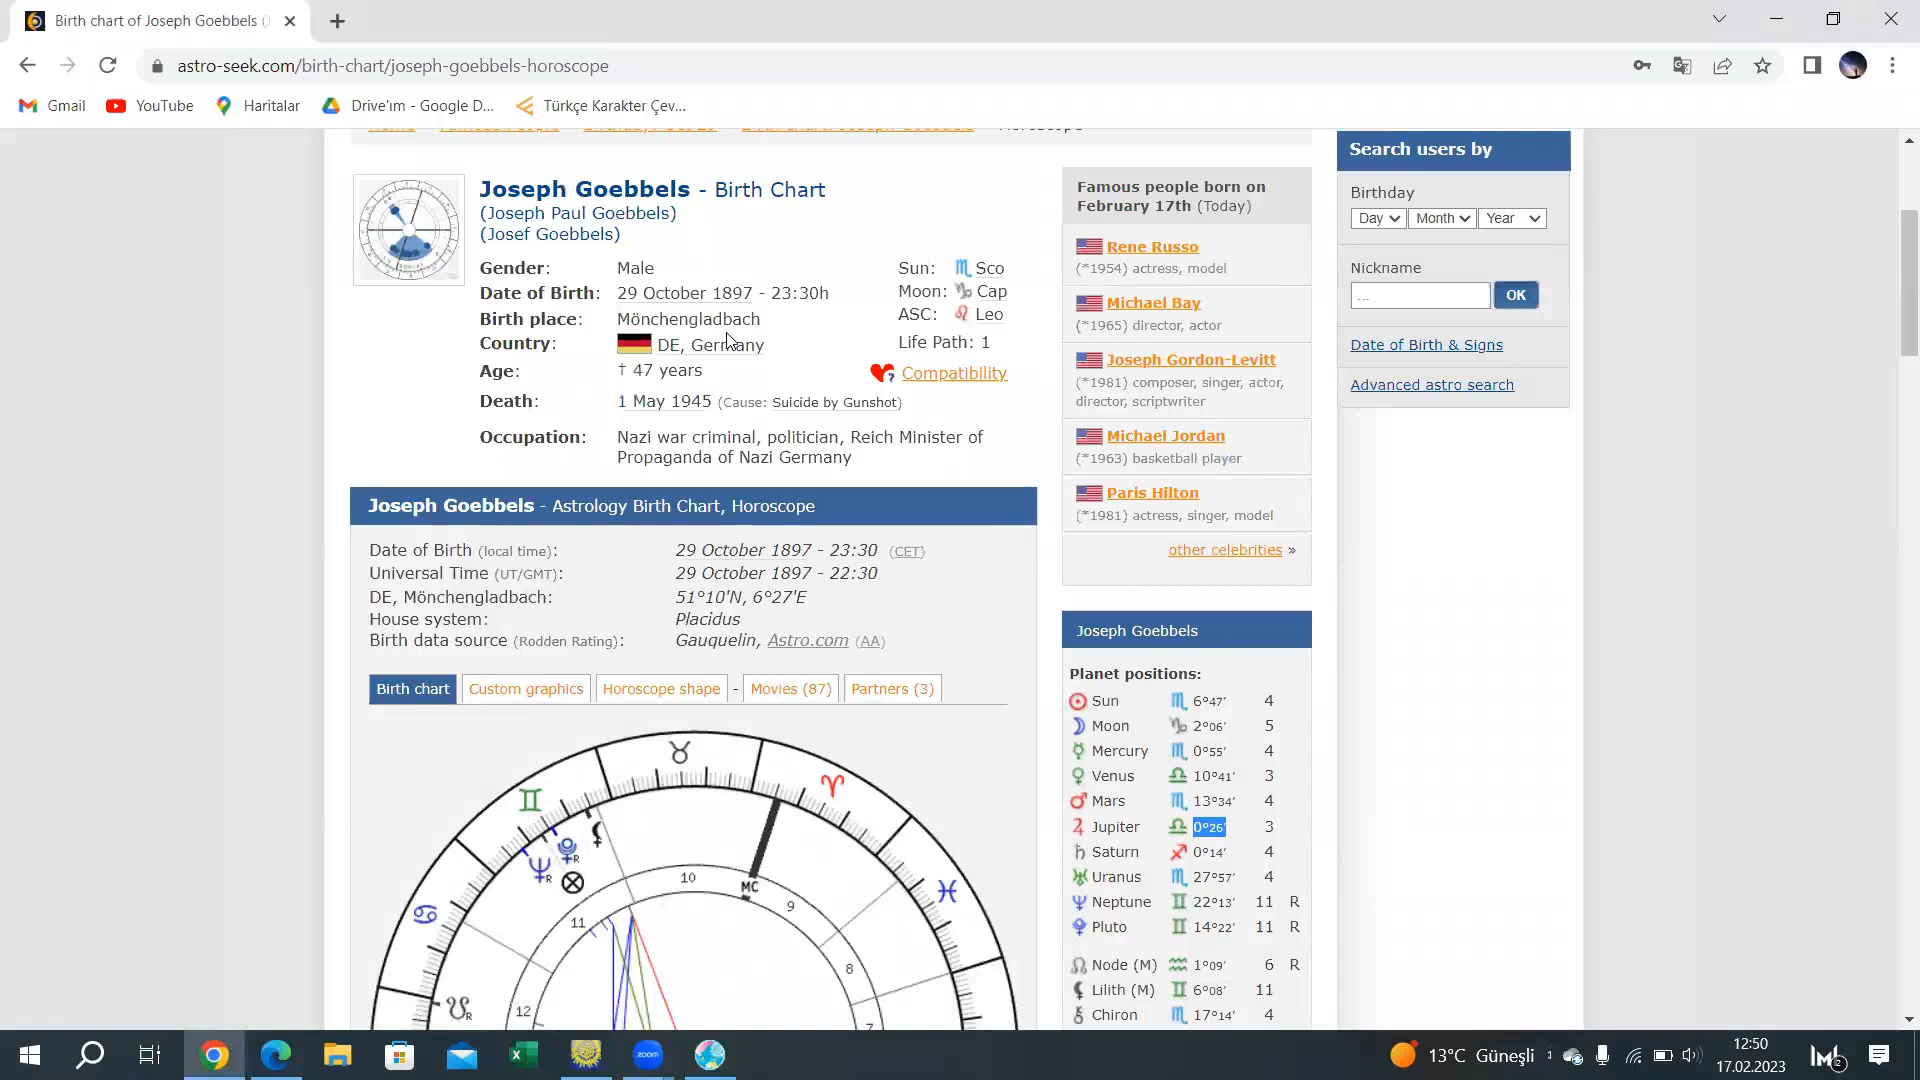 Birth chart of Joseph Goebbels (J
astro-seek.com/birth-chart/joseph-goebbels-horoscope
Gmail
YouTube
Haritalar
Drive'ım - Google D...
Türkçe Karakter Çev...
Joseph Goebbels - Birth Chart
(Joseph Paul Goebbels)
(Josef Goebbels)
Gender: Male
Date of Birth: 29 October 1897 - 23:30h
Birth place: Mönchengladbach
Country: DE, Germany
Age: † 47 years
Death: 1 May 1945 (Cause: Suicide by Gunshot)
Occupation: Nazi war criminal, politician, Reich Minister of
Propaganda of Nazi Germany
Sun: Sco
Moon: Cap
ASC: Leo
Life Path: 1
Compatibility
Joseph Goebbels - Astrology Birth Chart, Horoscope
Date of Birth (local time): 29 October 1897 - 23:30 (CET)
Universal Time (UT/GMT): 29 October 1897 - 22:30
DE, Mönchengladbach: 51°10'N, 6°27'E
House system: Placidus
Birth data source (Rodden Rating): Gauquelin, Astro.com (AA)
Birth chart
Custom graphics
Horoscope shape
-
Movies (87)
Partners (3)
MC
10
9
11
8
12
7
R
R
R
Famous people born on
February 17th (Today)
Rene Russo
(*1954) actress, model
Michael Bay
(*1965) director, actor
Joseph Gordon-Levitt
(*1981) composer, singer, actor,
director, scriptwriter
Michael Jordan
(*1963) basketball player
Paris Hilton
(*1981) actress, singer, model
other celebrities »
Joseph Goebbels
Planet positions:
Sun 6°47' 4
Moon 2°06' 5
Mercury 0°55' 4
Venus 10°41' 3
Mars 13°34' 4
Jupiter 0°26' 3
Saturn 0°14' 4
Uranus 27°57' 4
Neptune 22°13' 11 R
Pluto 14°22' 11 R
Node (M) 1°09' 6 R
Lilith (M) 6°08' 11
Chiron 17°14' 4
Search users by
Birthday
Day
Month
Year
Nickname
...
OK
Date of Birth & Signs
Advanced astro search
zoom
13°C Güneşli
12:50
17.02.2023
2